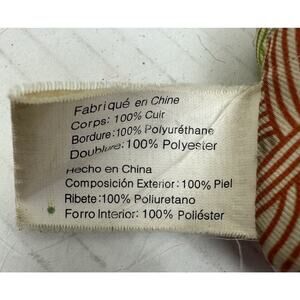 Fabriqué en Chine
Corps: 100% Cuir
Bordure: 100% Polyuréthane
Doublure: 100% Polyester
Hecho en China
Composición Exterior: 100% Piel
Ribete: 100% Poliuretano
Forro Interior: 100% Poliéster